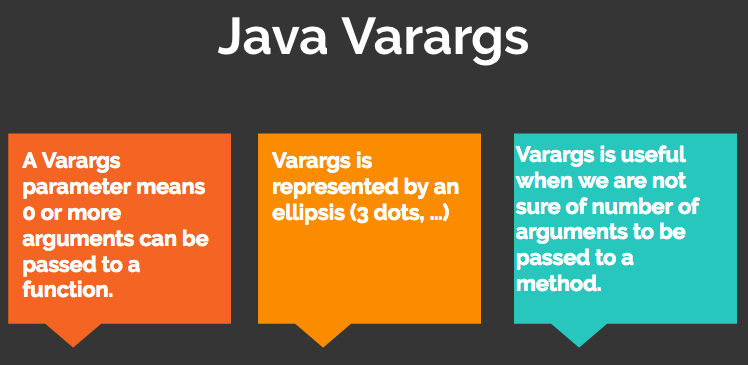 Java Varargs
A Varargs
parameter means
0 or more
arguments can be
passed to a
function.
Varargs is
represented by an
ellipsis (3 dots, ...)
Varargs is useful
when we are not
sure of number of
arguments to be
passed to a
method.